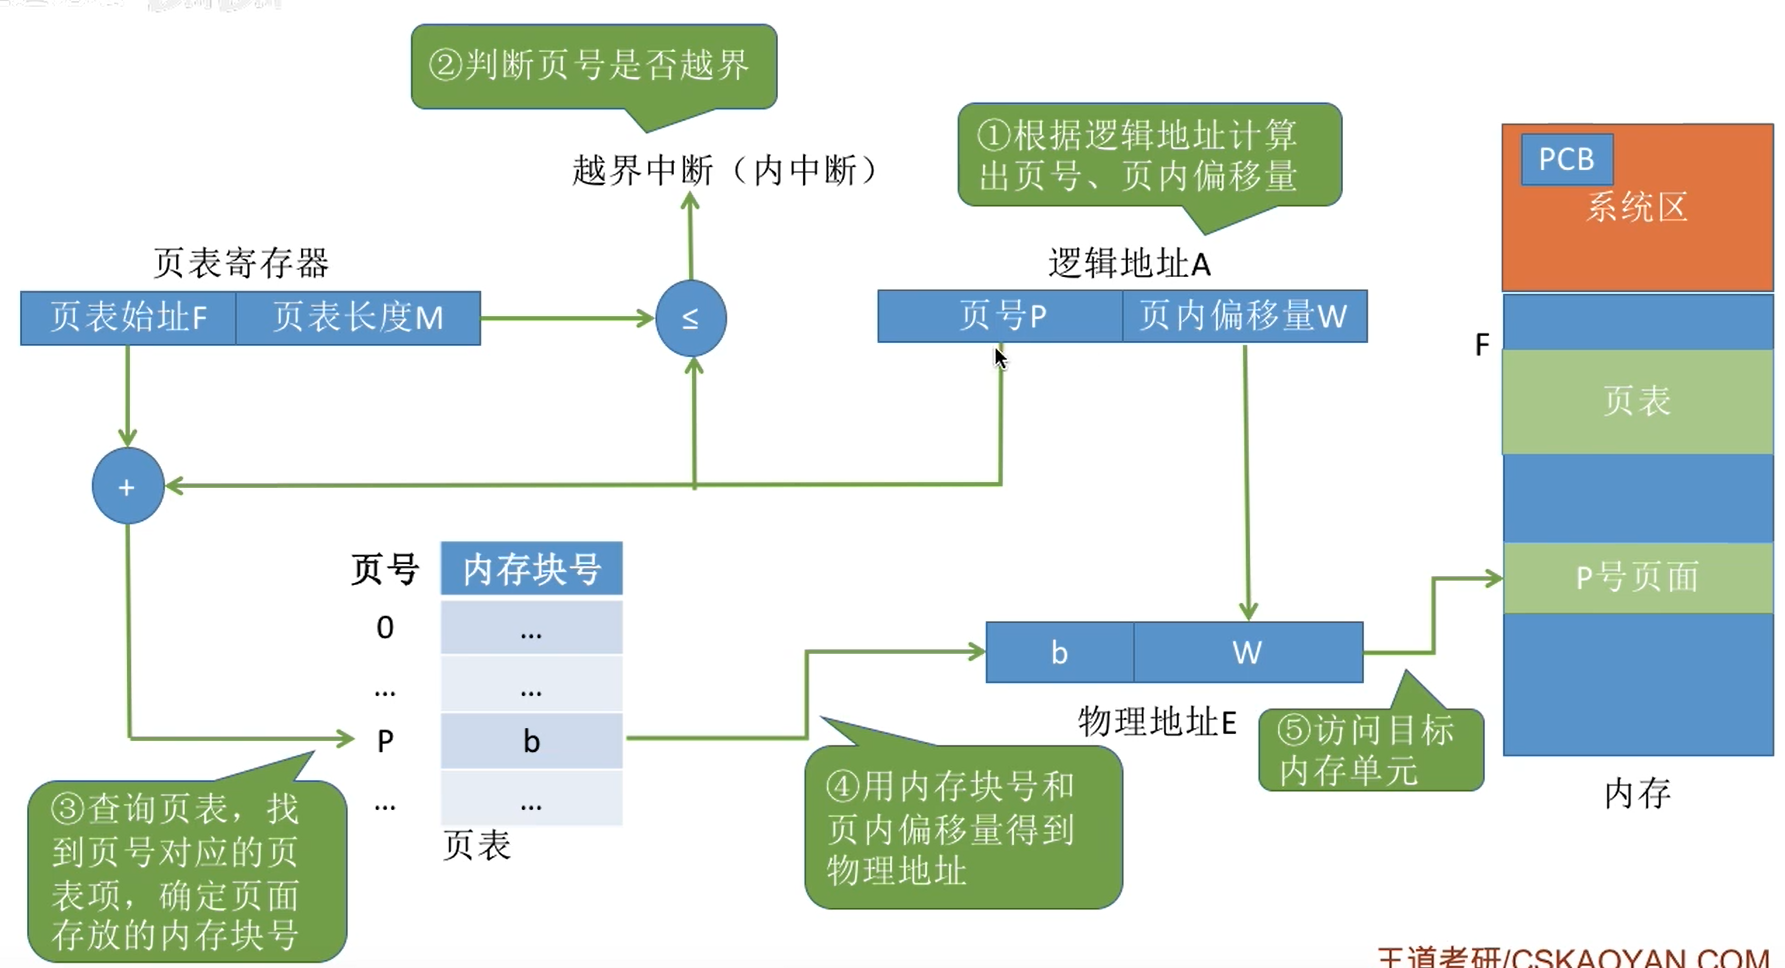 ②判断页号是否越界
越界中断（内中断）
①根据逻辑地址计算
出页号、页内偏移量
PCB
系统区
页表寄存器
页表始址F
页表长度M
≤
逻辑地址A
页号P
页内偏移量W
F
页表
+
页号
内存块号
0
...
...
...
P
b
...
...
页表
b
W
物理地址E
P号页面
③查询页表，找
到页号对应的页
表项，确定页面
存放的内存块号
④用内存块号和
页内偏移量得到
物理地址
⑤访问目标
内存单元
内存
王道考研/CSKAOYAN.COM